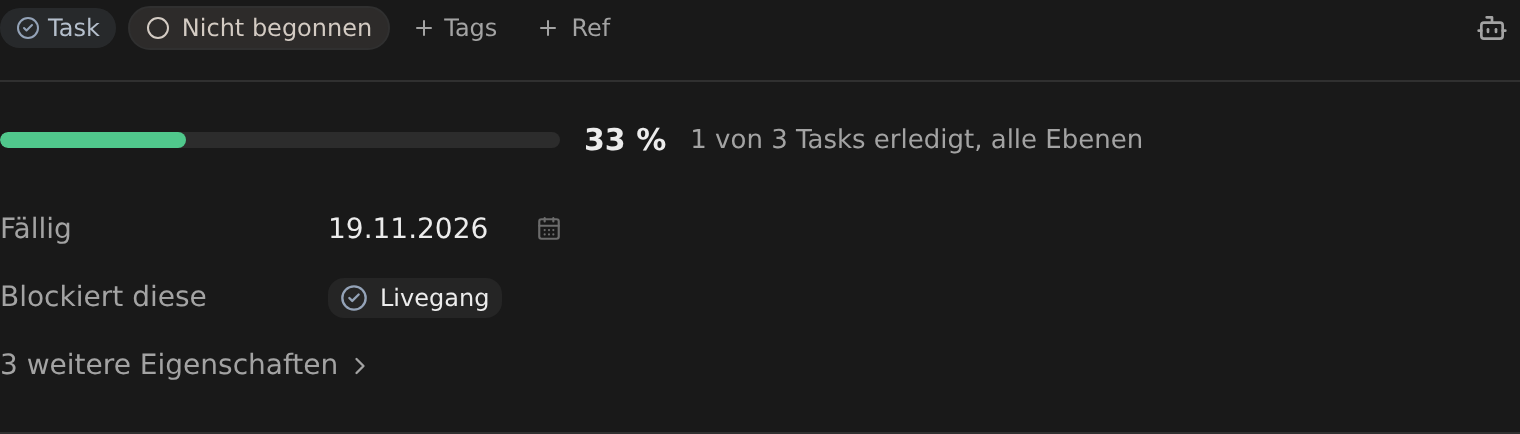 Task Nicht begonnen + Tags + Ref
33 % 1 von 3 Tasks erledigt, alle Ebenen
Fällig 19.11.2026
Blockiert diese Livegang
3 weitere Eigenschaften